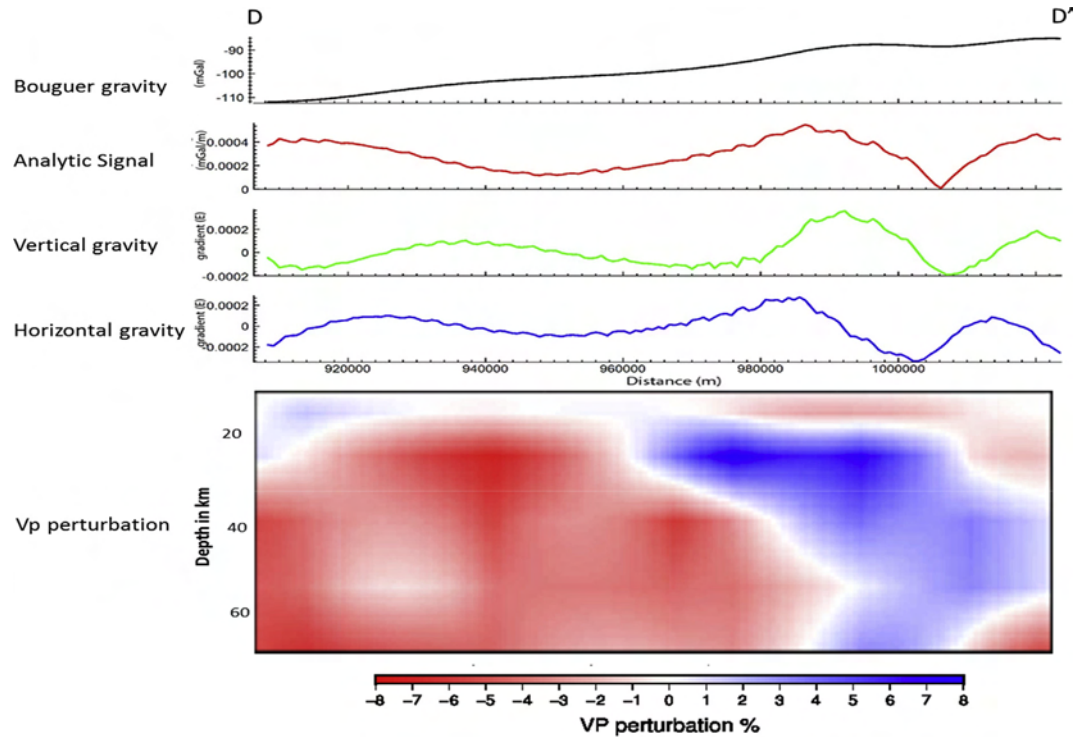 D D'
Bouguer gravity
(mGal)
-90
-100
-110
Analytic Signal
(mGal/m)
0.0004
0.0002
0
Vertical gravity
gradient (E)
0.0002
0
-0.0002
Horizontal gravity
gradient (E)
0.0002
0
-0.0002
920000 940000 960000 980000 1000000
Distance (m)
Vp perturbation
Depth in km
20
40
60
-8 -7 -6 -5 -4 -3 -2 -1 0 1 2 3 4 5 6 7 8
VP perturbation %